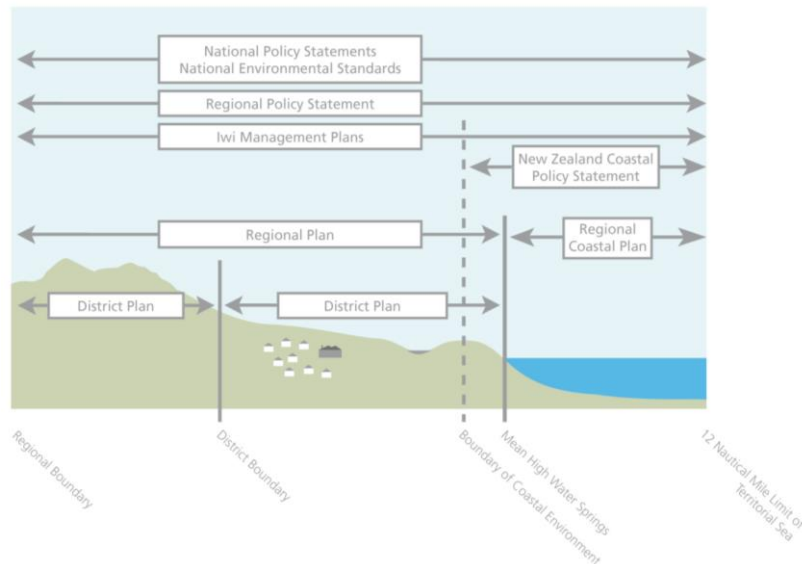 National Policy Statements
National Environmental Standards
Regional Policy Statement
Iwi Management Plans
New Zealand Coastal
Policy Statement
Regional Plan
Regional
Coastal Plan
District Plan
District Plan
Regional Boundary
District Boundary
Boundary of Coastal Environment
Mean High Water Springs
12 Nautical Mile Limit of
Territorial Sea